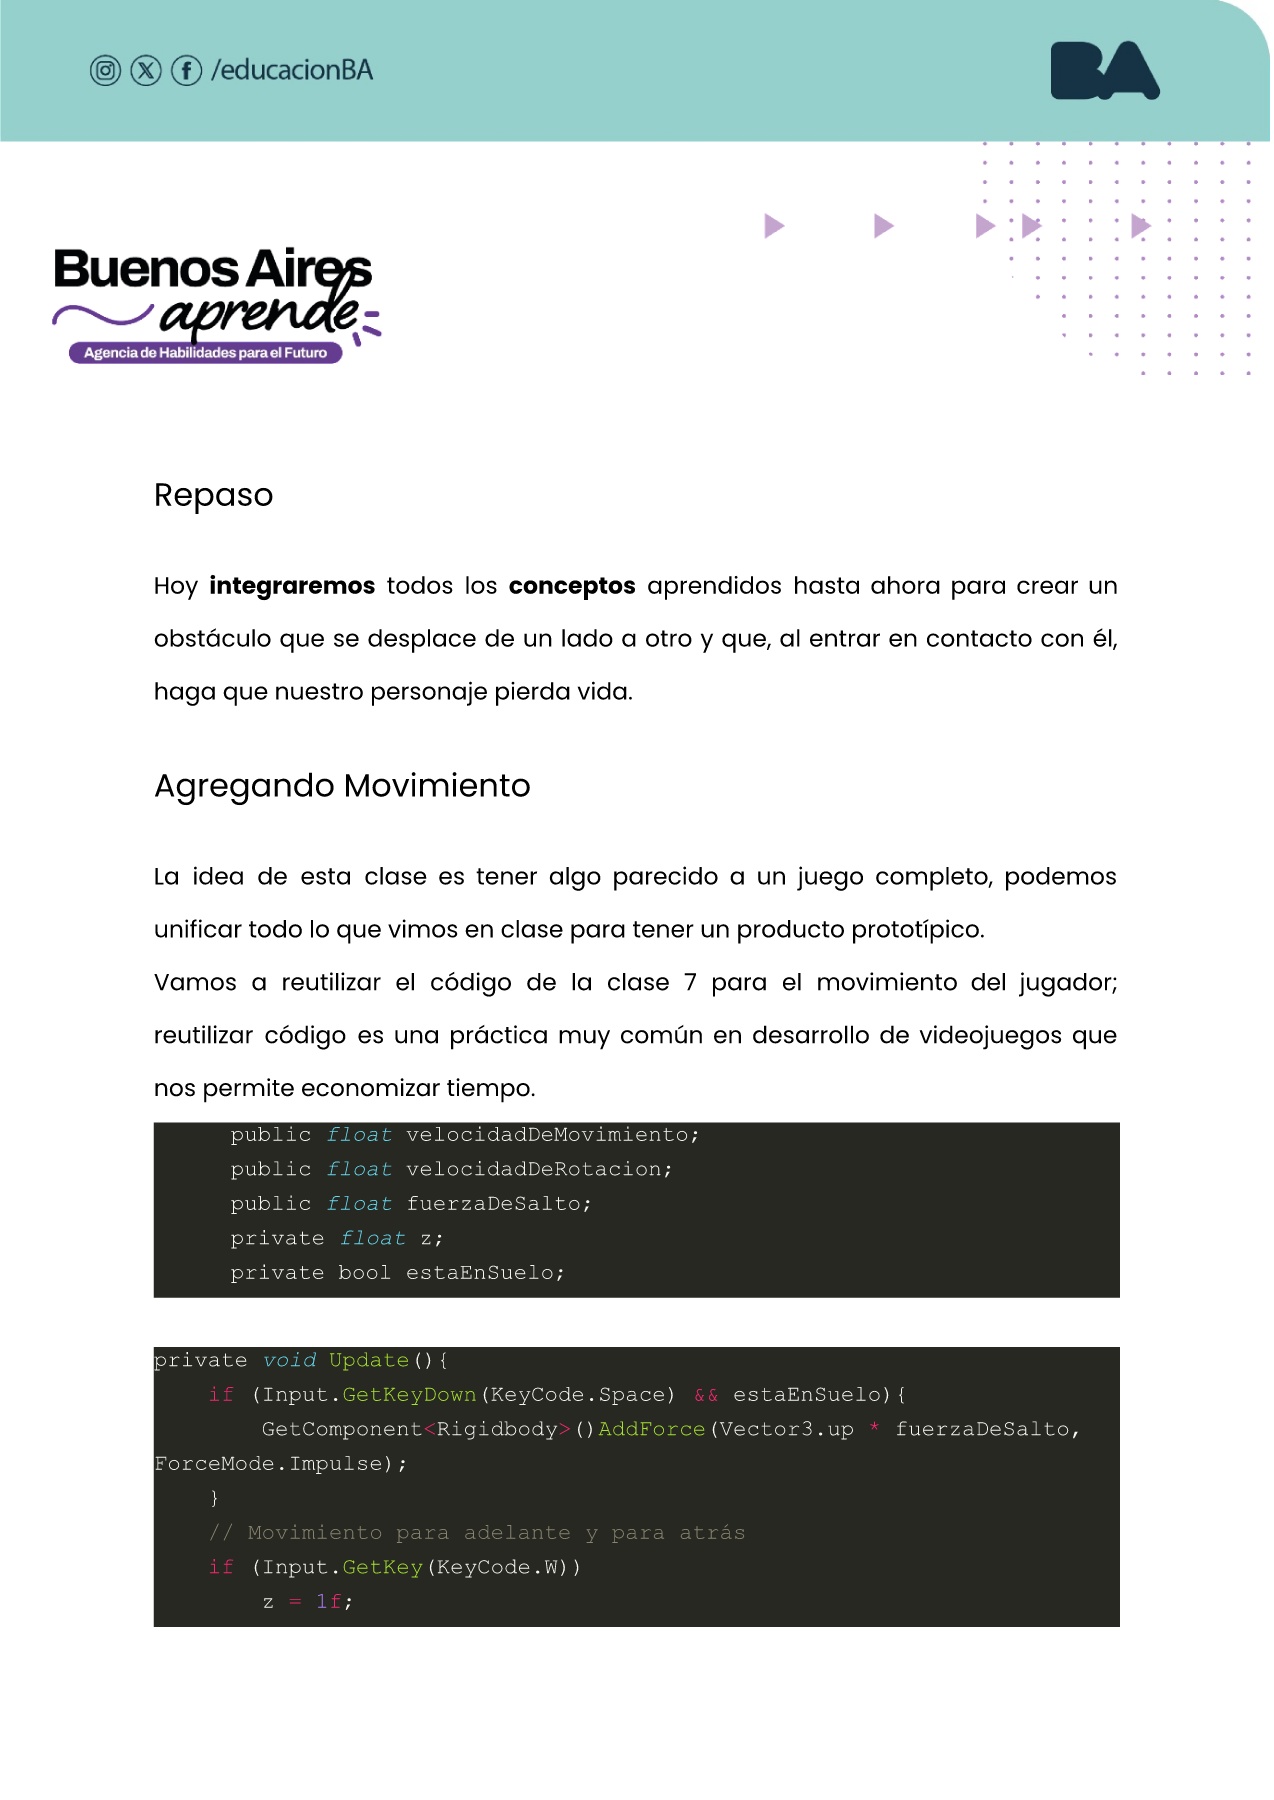 /educacionBA
BA
Buenos Aires
aprende
Agencia de Habilidades para el Futuro
Repaso
Hoy integraremos todos los conceptos aprendidos hasta ahora para crear un
obstáculo que se desplace de un lado a otro y que, al entrar en contacto con él,
haga que nuestro personaje pierda vida.
Agregando Movimiento
La idea de esta clase es tener algo parecido a un juego completo, podemos
unificar todo lo que vimos en clase para tener un producto prototípico.
Vamos a reutilizar el código de la clase 7 para el movimiento del jugador;
reutilizar código es una práctica muy común en desarrollo de videojuegos que
nos permite economizar tiempo.
public float velocidadDeMovimiento;
public float velocidadDeRotacion;
public float fuerzaDeSalto;
private float z;
private bool estaEnSuelo;
private void Update(){
if (Input.GetKeyDown(KeyCode.Space) && estaEnSuelo){
GetComponent<Rigidbody>()AddForce(Vector3.up * fuerzaDeSalto,
ForceMode.Impulse);
}
// Movimiento para adelante y para atrás
if (Input.GetKey(KeyCode.W))
z = 1f;